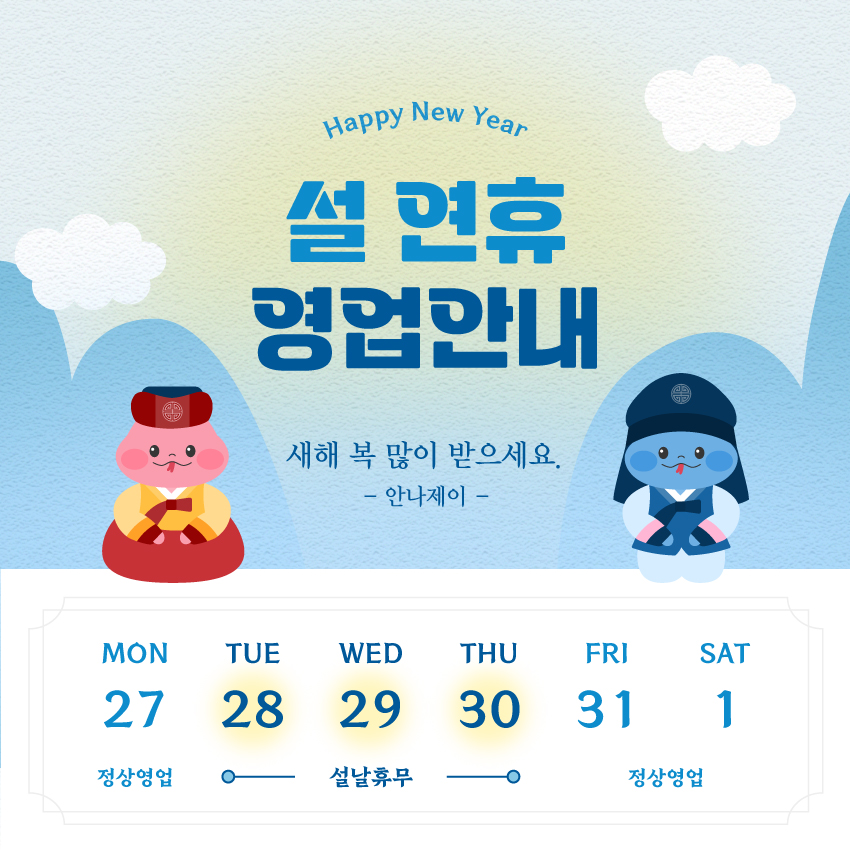 Happy New Year
설 연휴
영업안내
새해 복 많이 받으세요.
– 안나제이 –
MON TUE WED THU FRI SAT
27 28 29 30 31 1
정상영업 설날휴무 정상영업